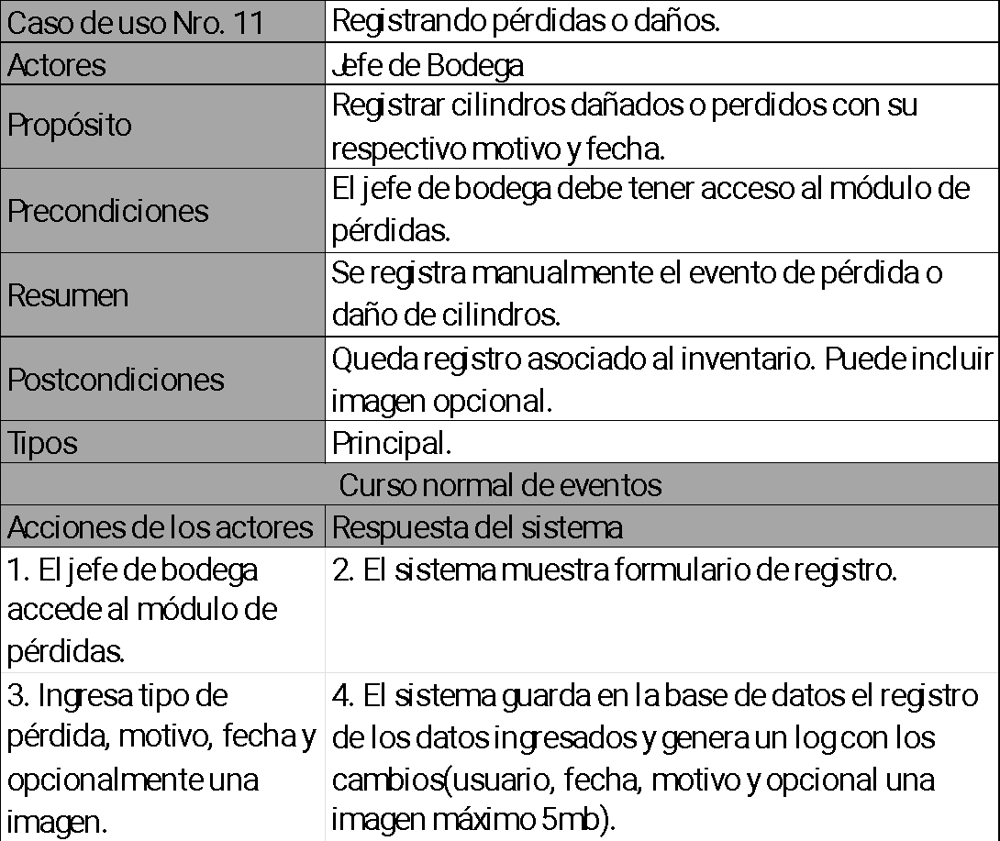 Caso de uso Nro. 11
Registrando pérdidas o daños.
Actores
Jefe de Bodega
Propósito
Registrar cilindros dañados o perdidos con su
respectivo motivo y fecha.
Precondiciones
El jefe de bodega debe tener acceso al módulo de
pérdidas.
Resumen
Se registra manualmente el evento de pérdida o
daño de cilindros.
Postcondiciones
Queda registro asociado al inventario. Puede incluir
imagen opcional.
Tipos
Principal.
Curso normal de eventos
Acciones de los actores
Respuesta del sistema
1. El jefe de bodega
accede al módulo de
pérdidas.
2. El sistema muestra formulario de registro.
3. Ingresa tipo de
pérdida, motivo, fecha y
opcionalmente una
imagen.
4. El sistema guarda en la base de datos el registro
de los datos ingresados y genera un log con los
cambios(usuario, fecha, motivo y opcional una
imagen máximo 5mb).